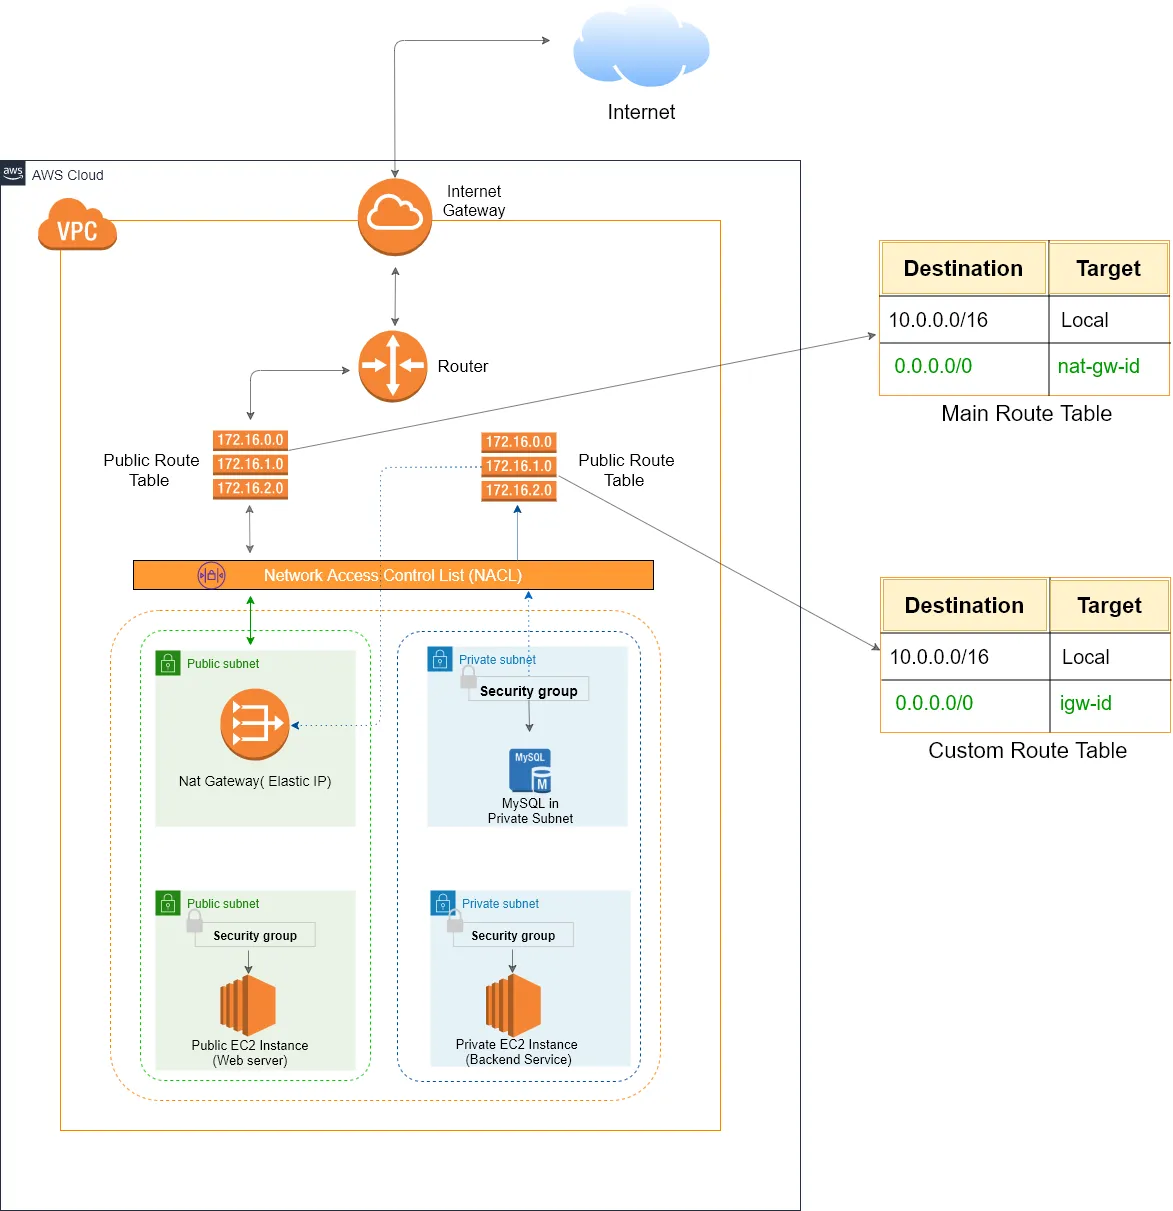 Internet
aws
AWS Cloud
Internet
Gateway
VPC
Destination
Target
10.0.0.0/16
Local
0.0.0.0/0
nat-gw-id
Main Route Table
Router
Public Route
Table
172.16.0.0
172.16.1.0
172.16.2.0
172.16.0.0
172.16.1.0
172.16.2.0
Public Route
Table
Network Access Control List (NACL)
Destination
Target
10.0.0.0/16
Local
0.0.0.0/0
igw-id
Custom Route Table
Public subnet
Nat Gateway( Elastic IP)
Private subnet
Security group
MySQL
M
MySQL in
Private Subnet
Public subnet
Security group
Public EC2 Instance
(Web server)
Private subnet
Security group
Private EC2 Instance
(Backend Service)